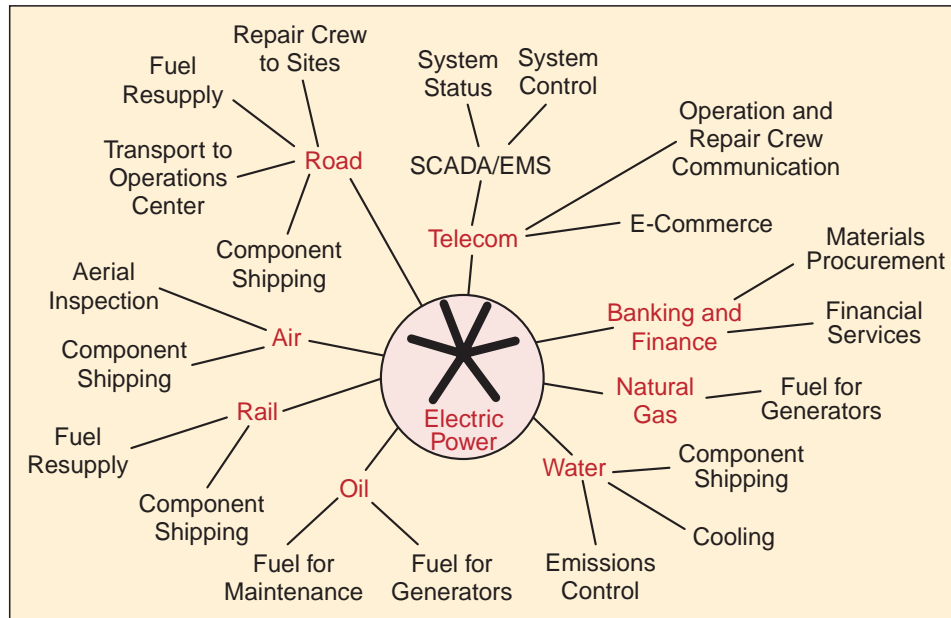 Repair Crew
to Sites
Fuel
Resupply
Transport to
Operations
Center
Road
Component
Shipping
System
Status
System
Control
SCADA/EMS
Operation and
Repair Crew
Communication
Telecom
E-Commerce
Materials
Procurement
Banking and
Finance
Financial
Services
Aerial
Inspection
Air
Component
Shipping
Electric
Power
Natural
Gas
Fuel for
Generators
Rail
Fuel
Resupply
Component
Shipping
Oil
Fuel for
Maintenance
Fuel for
Generators
Water
Component
Shipping
Cooling
Emissions
Control